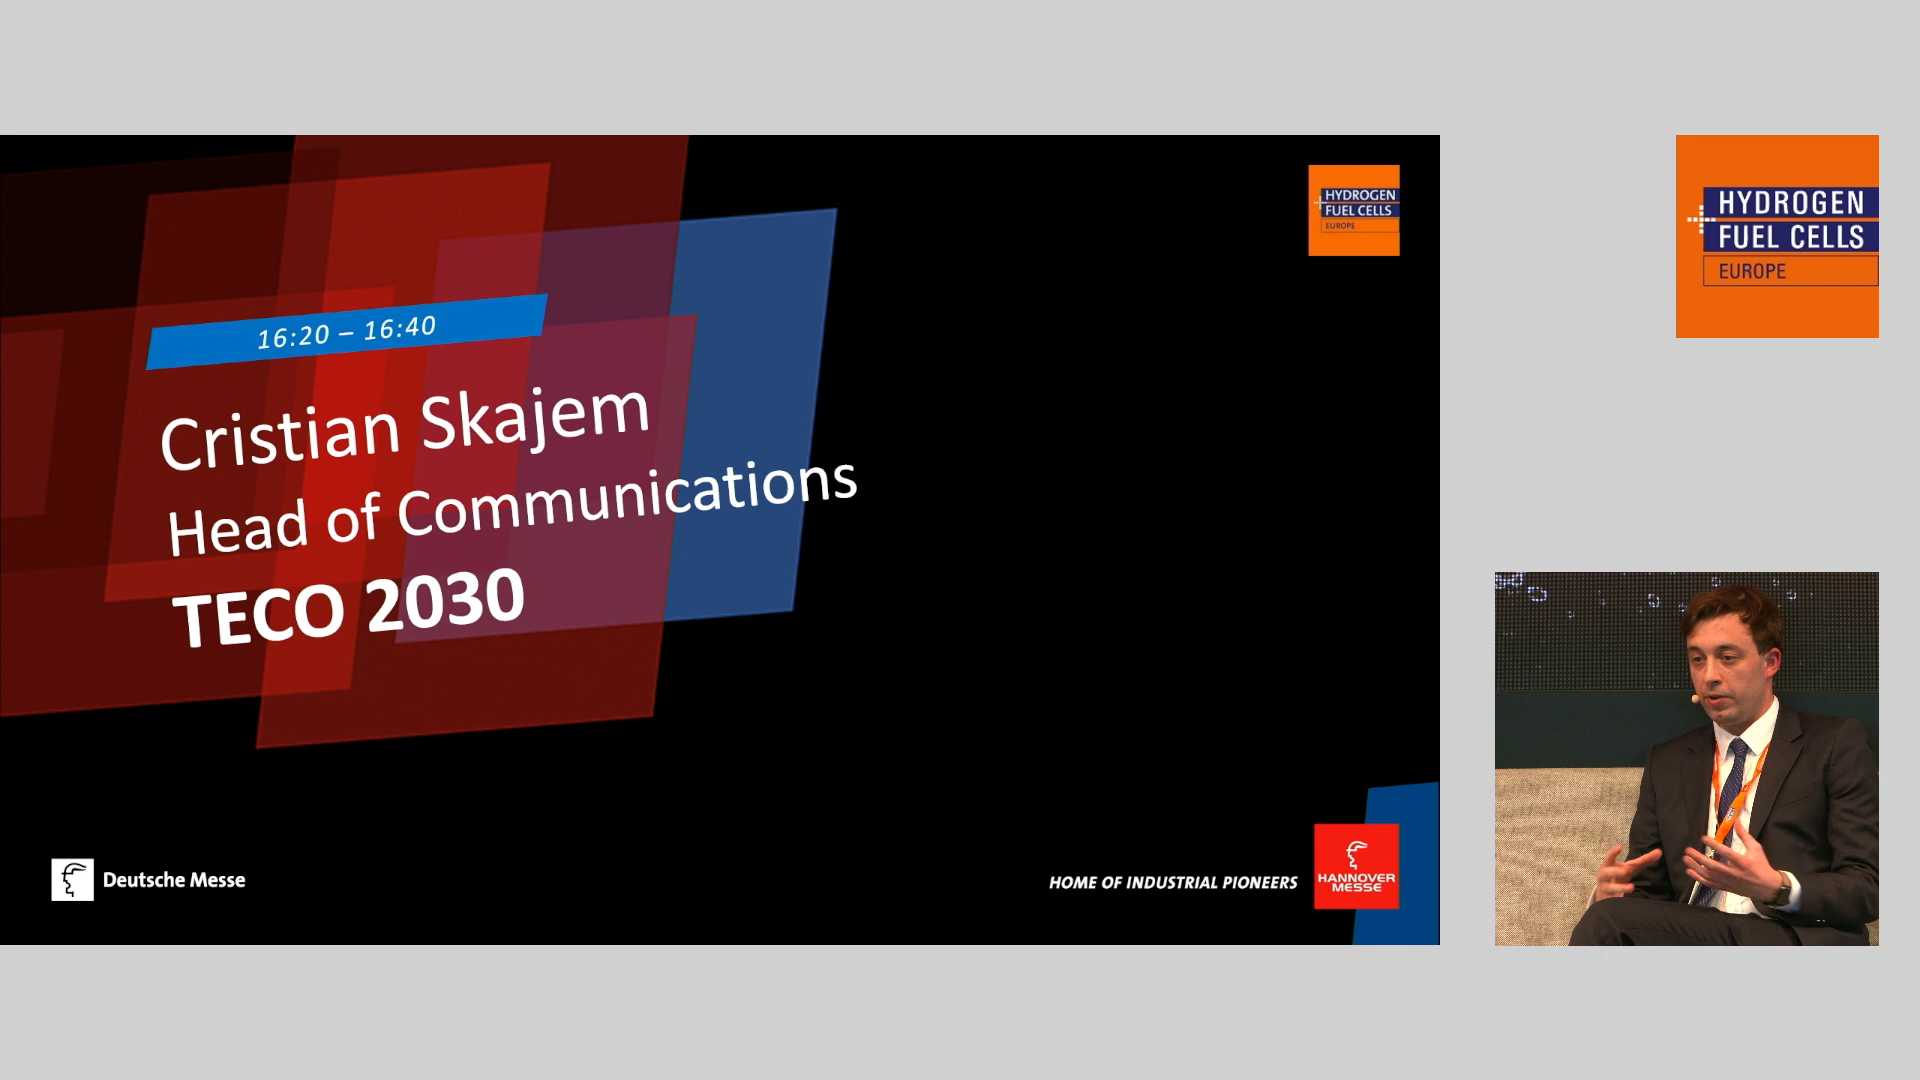 16:20 – 16:40
Cristian Skajem
Head of Communications
TECO 2030
HYDROGEN
FUEL CELLS
EUROPE
Deutsche Messe
HOME OF INDUSTRIAL PIONEERS
HANNOVER
MESSE
HYDROGEN
FUEL CELLS
EUROPE